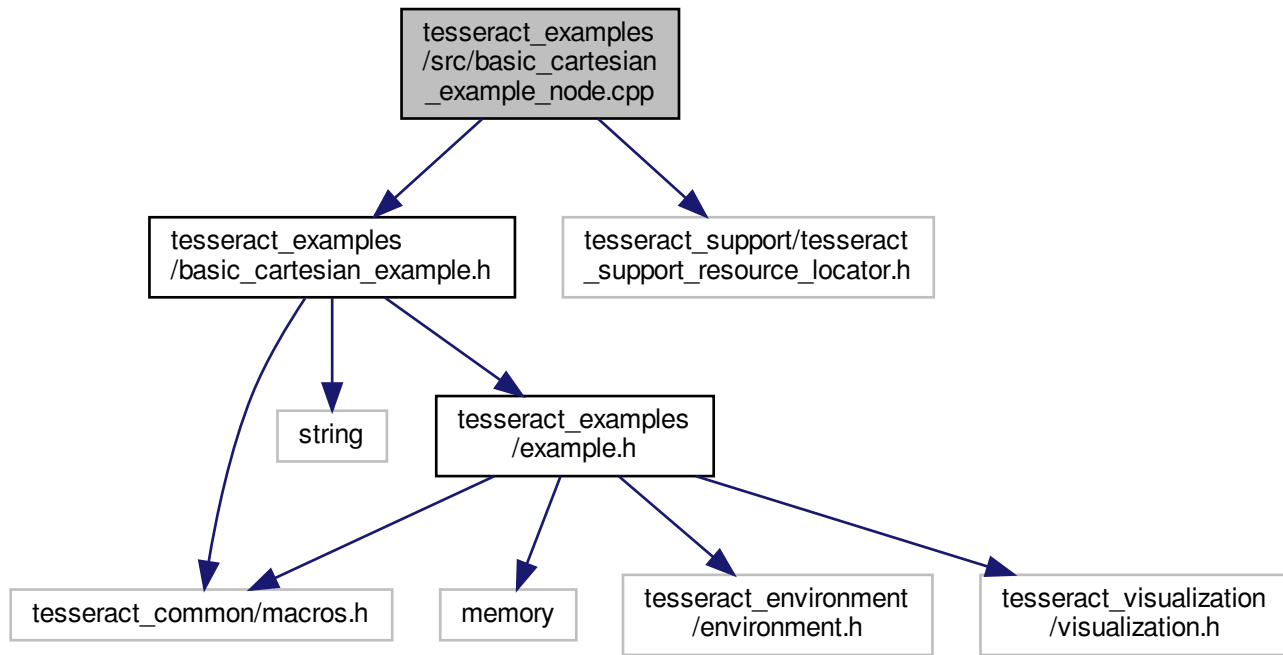 tesseract_examples
/src/basic_cartesian
_example_node.cpp
tesseract_examples
/basic_cartesian_example.h
tesseract_support/tesseract
_support_resource_locator.h
string
tesseract_examples
/example.h
tesseract_common/macros.h
memory
tesseract_environment
/environment.h
tesseract_visualization
/visualization.h